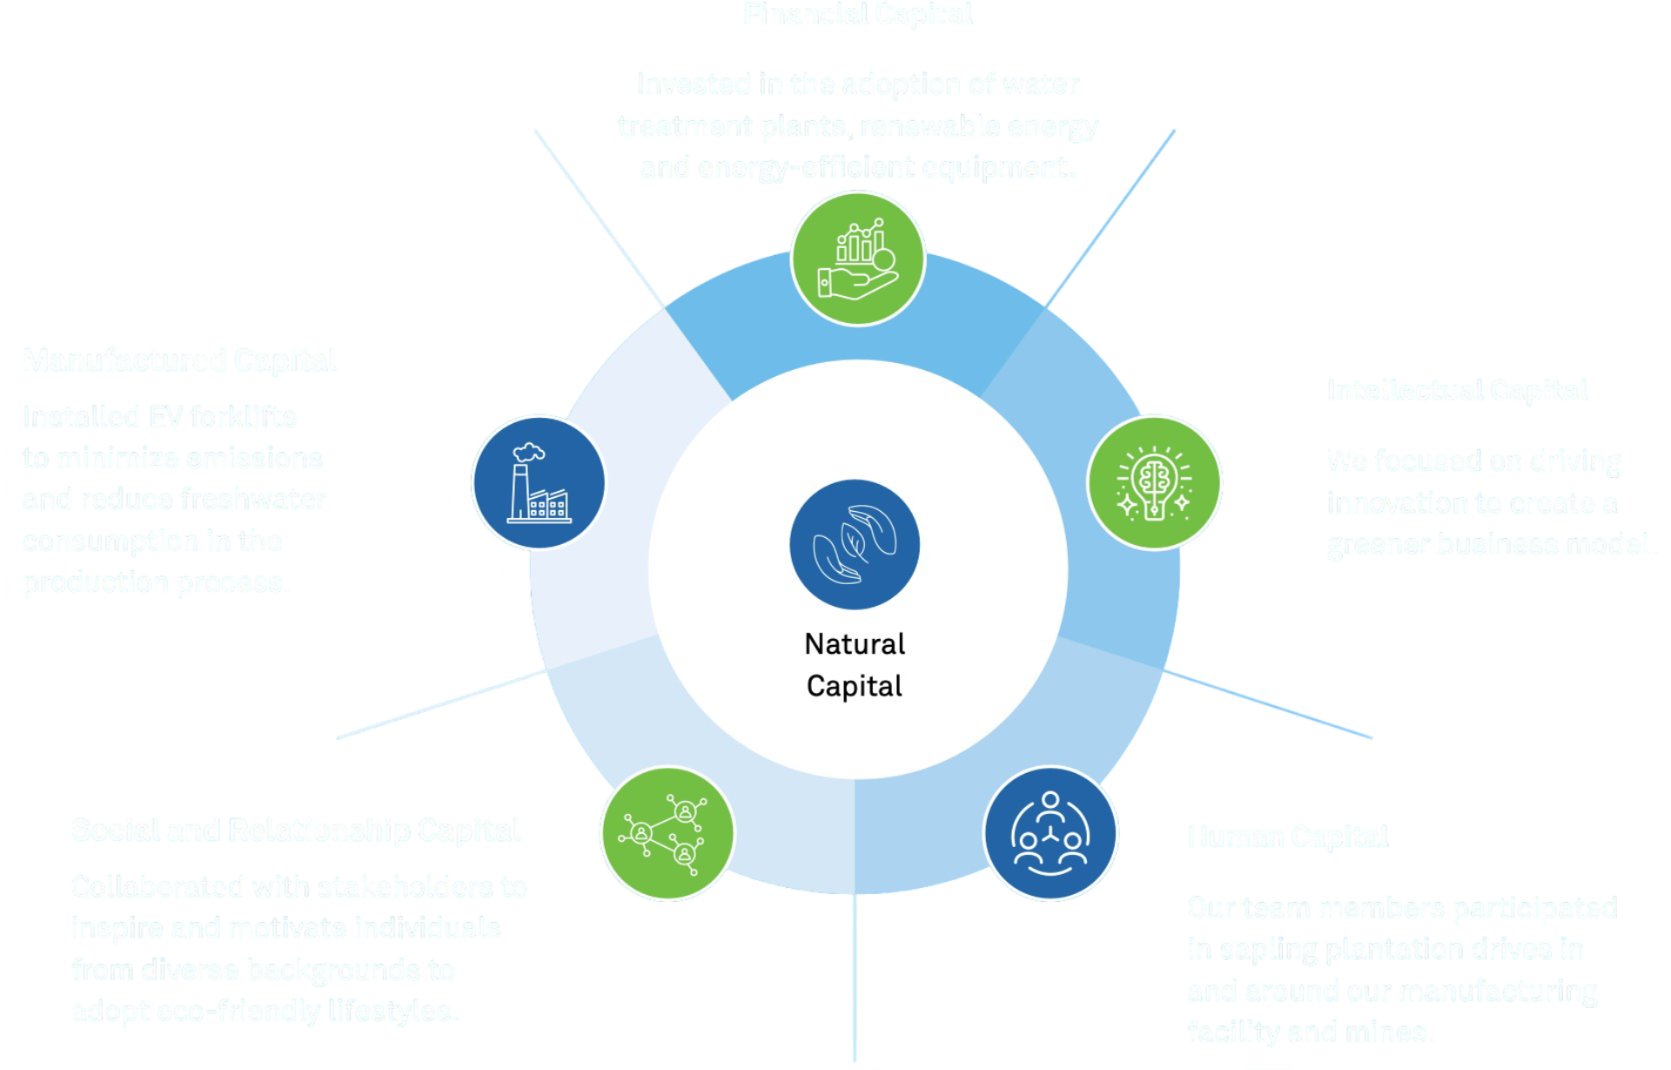 Financial Capital
Invested in the adoption of water
treatment plants, renewable energy
and energy-efficient equipment.
Manufactured Capital
Installed EV forklifts
to minimize emissions
and reduce freshwater
consumption in the
production process
Intellectual Capital
We focused on driving
innovation to create a
greener business model.
Natural
Capital
Social and Relationship Capital
Collaborated with stakeholders to
inspire and motivate individuals
from diverse backgrounds to
adopt eco-friendly lifestyles.
Human Capital
Our team members participated
in sapling plantation drives in
and around our manufacturing
facility and mines.